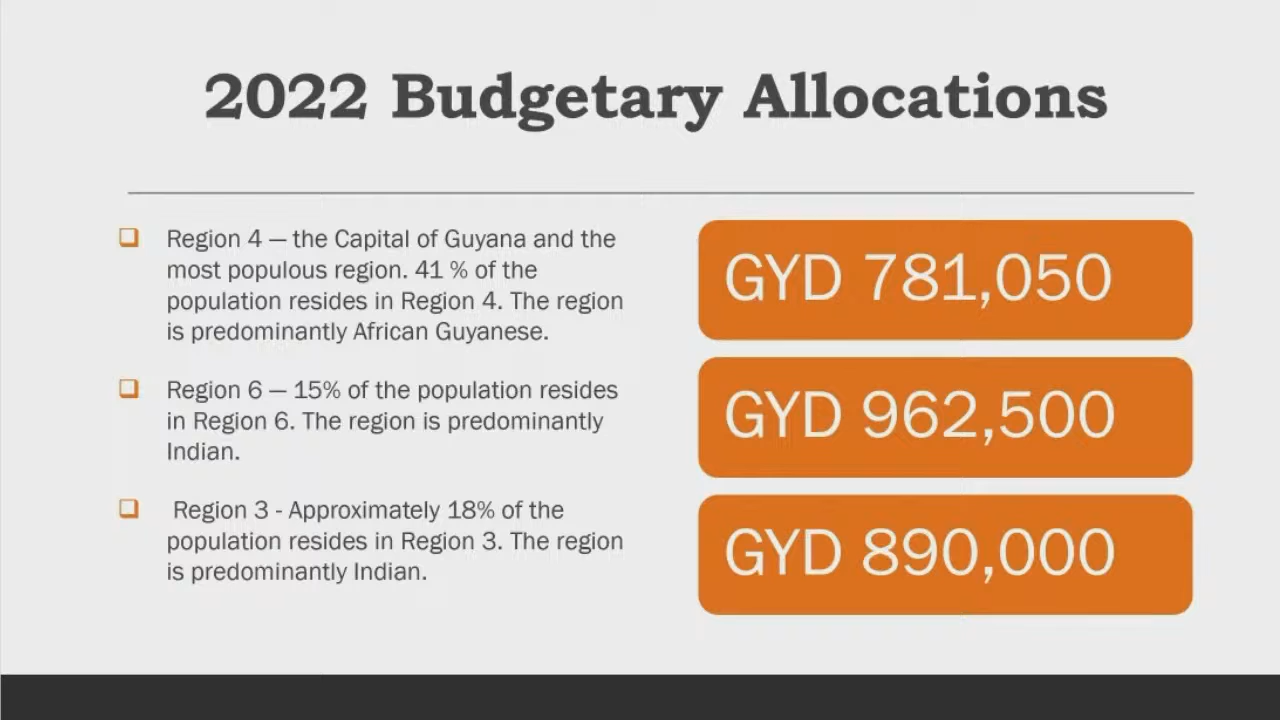 2022 Budgetary Allocations
Region 4 — the Capital of Guyana and the
most populous region. 41 % of the
population resides in Region 4. The region
is predominantly African Guyanese.
Region 6 — 15% of the population resides
in Region 6. The region is predominantly
Indian.
Region 3 - Approximately 18% of the
population resides in Region 3. The region
is predominantly Indian.
GYD 781,050
GYD 962,500
GYD 890,000